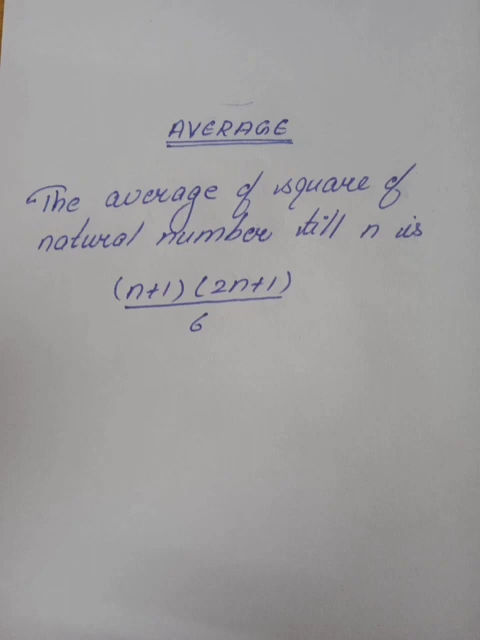 AVERAGE
The average of square of
natural number till n is
(n+1) (2n+1)
6